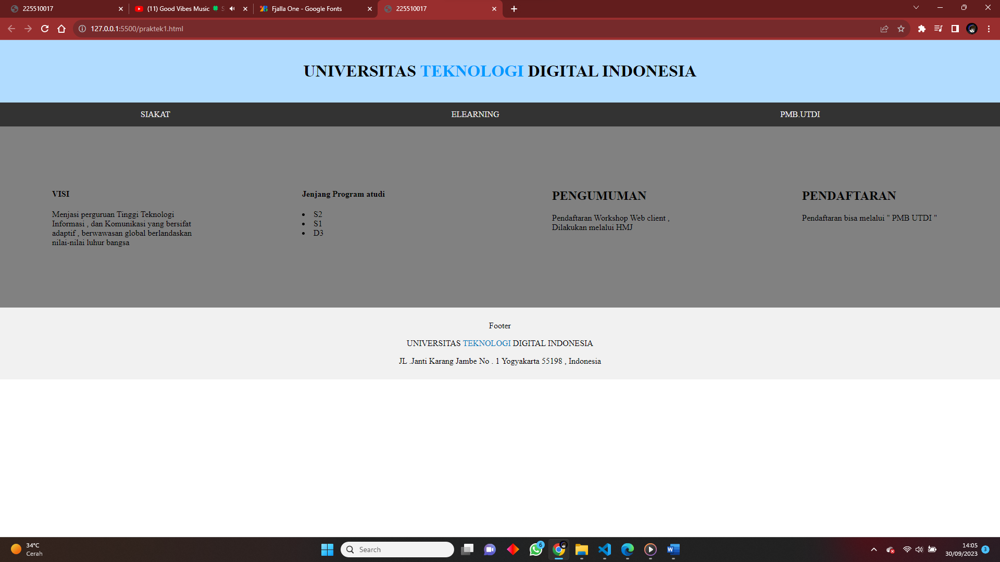 225510017
(11) Good Vibes Music 🍀 S
Fjalla One - Google Fonts
225510017
127.0.0.1:5500/praktek1.html
UNIVERSITAS TEKNOLOGI DIGITAL INDONESIA
SIAKAT
ELEARNING
PMB.UTDI
VISI
Menjasi perguruan Tinggi Teknologi
Informasi , dan Komunikasi yang bersifat
adaptif , berwawasan global berlandaskan
nilai-nilai luhur bangsa
Jenjang Program atudi
• S2
• S1
• D3
PENGUMUMAN
Pendaftaran Workshop Web client ,
Dilakukan melalui HMJ
PENDAFTARAN
Pendaftaran bisa melalui " PMB UTDI "
Footer
UNIVERSITAS TEKNOLOGI DIGITAL INDONESIA
JL .Janti Karang Jambe No . 1 Yogyakarta 55198 , Indonesia
34°C
Cerah
Search
6
W
14:05
30/09/2023
3